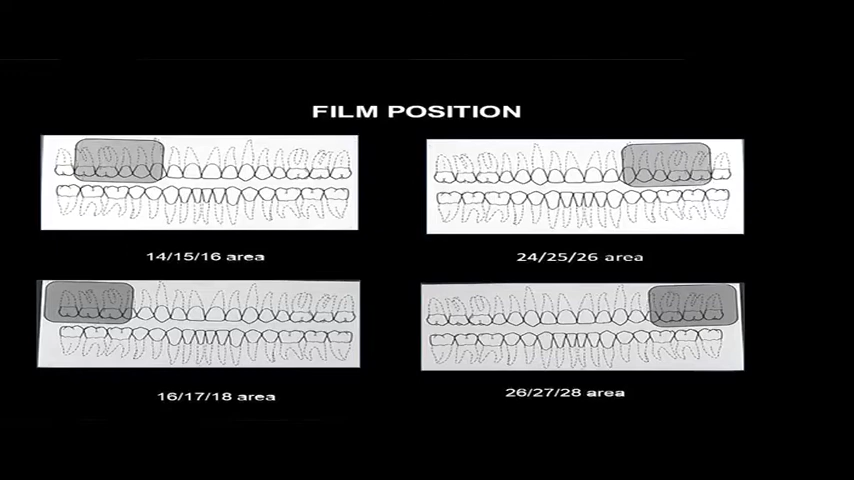 FILM POSITION
14/15/16 area
24/25/26 area
16/17/18 area
26/27/28 area